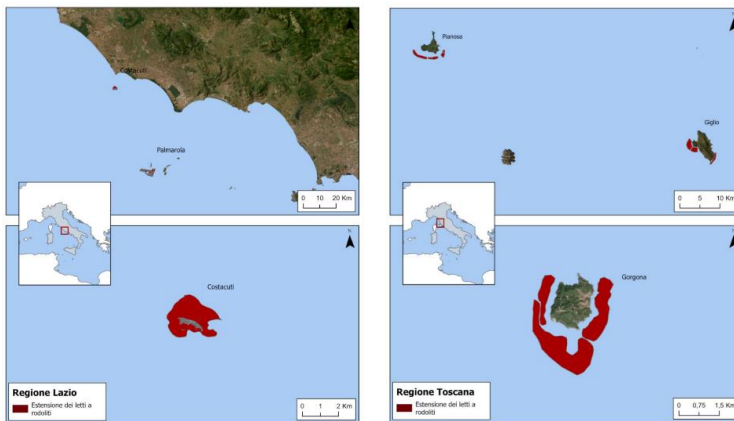 Palmarola
0 10 20 Km
N
Costacuti
Regione Lazio
Estensione dei letti a
rodoliti
0 1 2 Km
Pianosa
Giglio
0 5 10 Km
Gorgona
Regione Toscana
Estensione dei letti a
rodoliti
0 0,75 1,5 Km